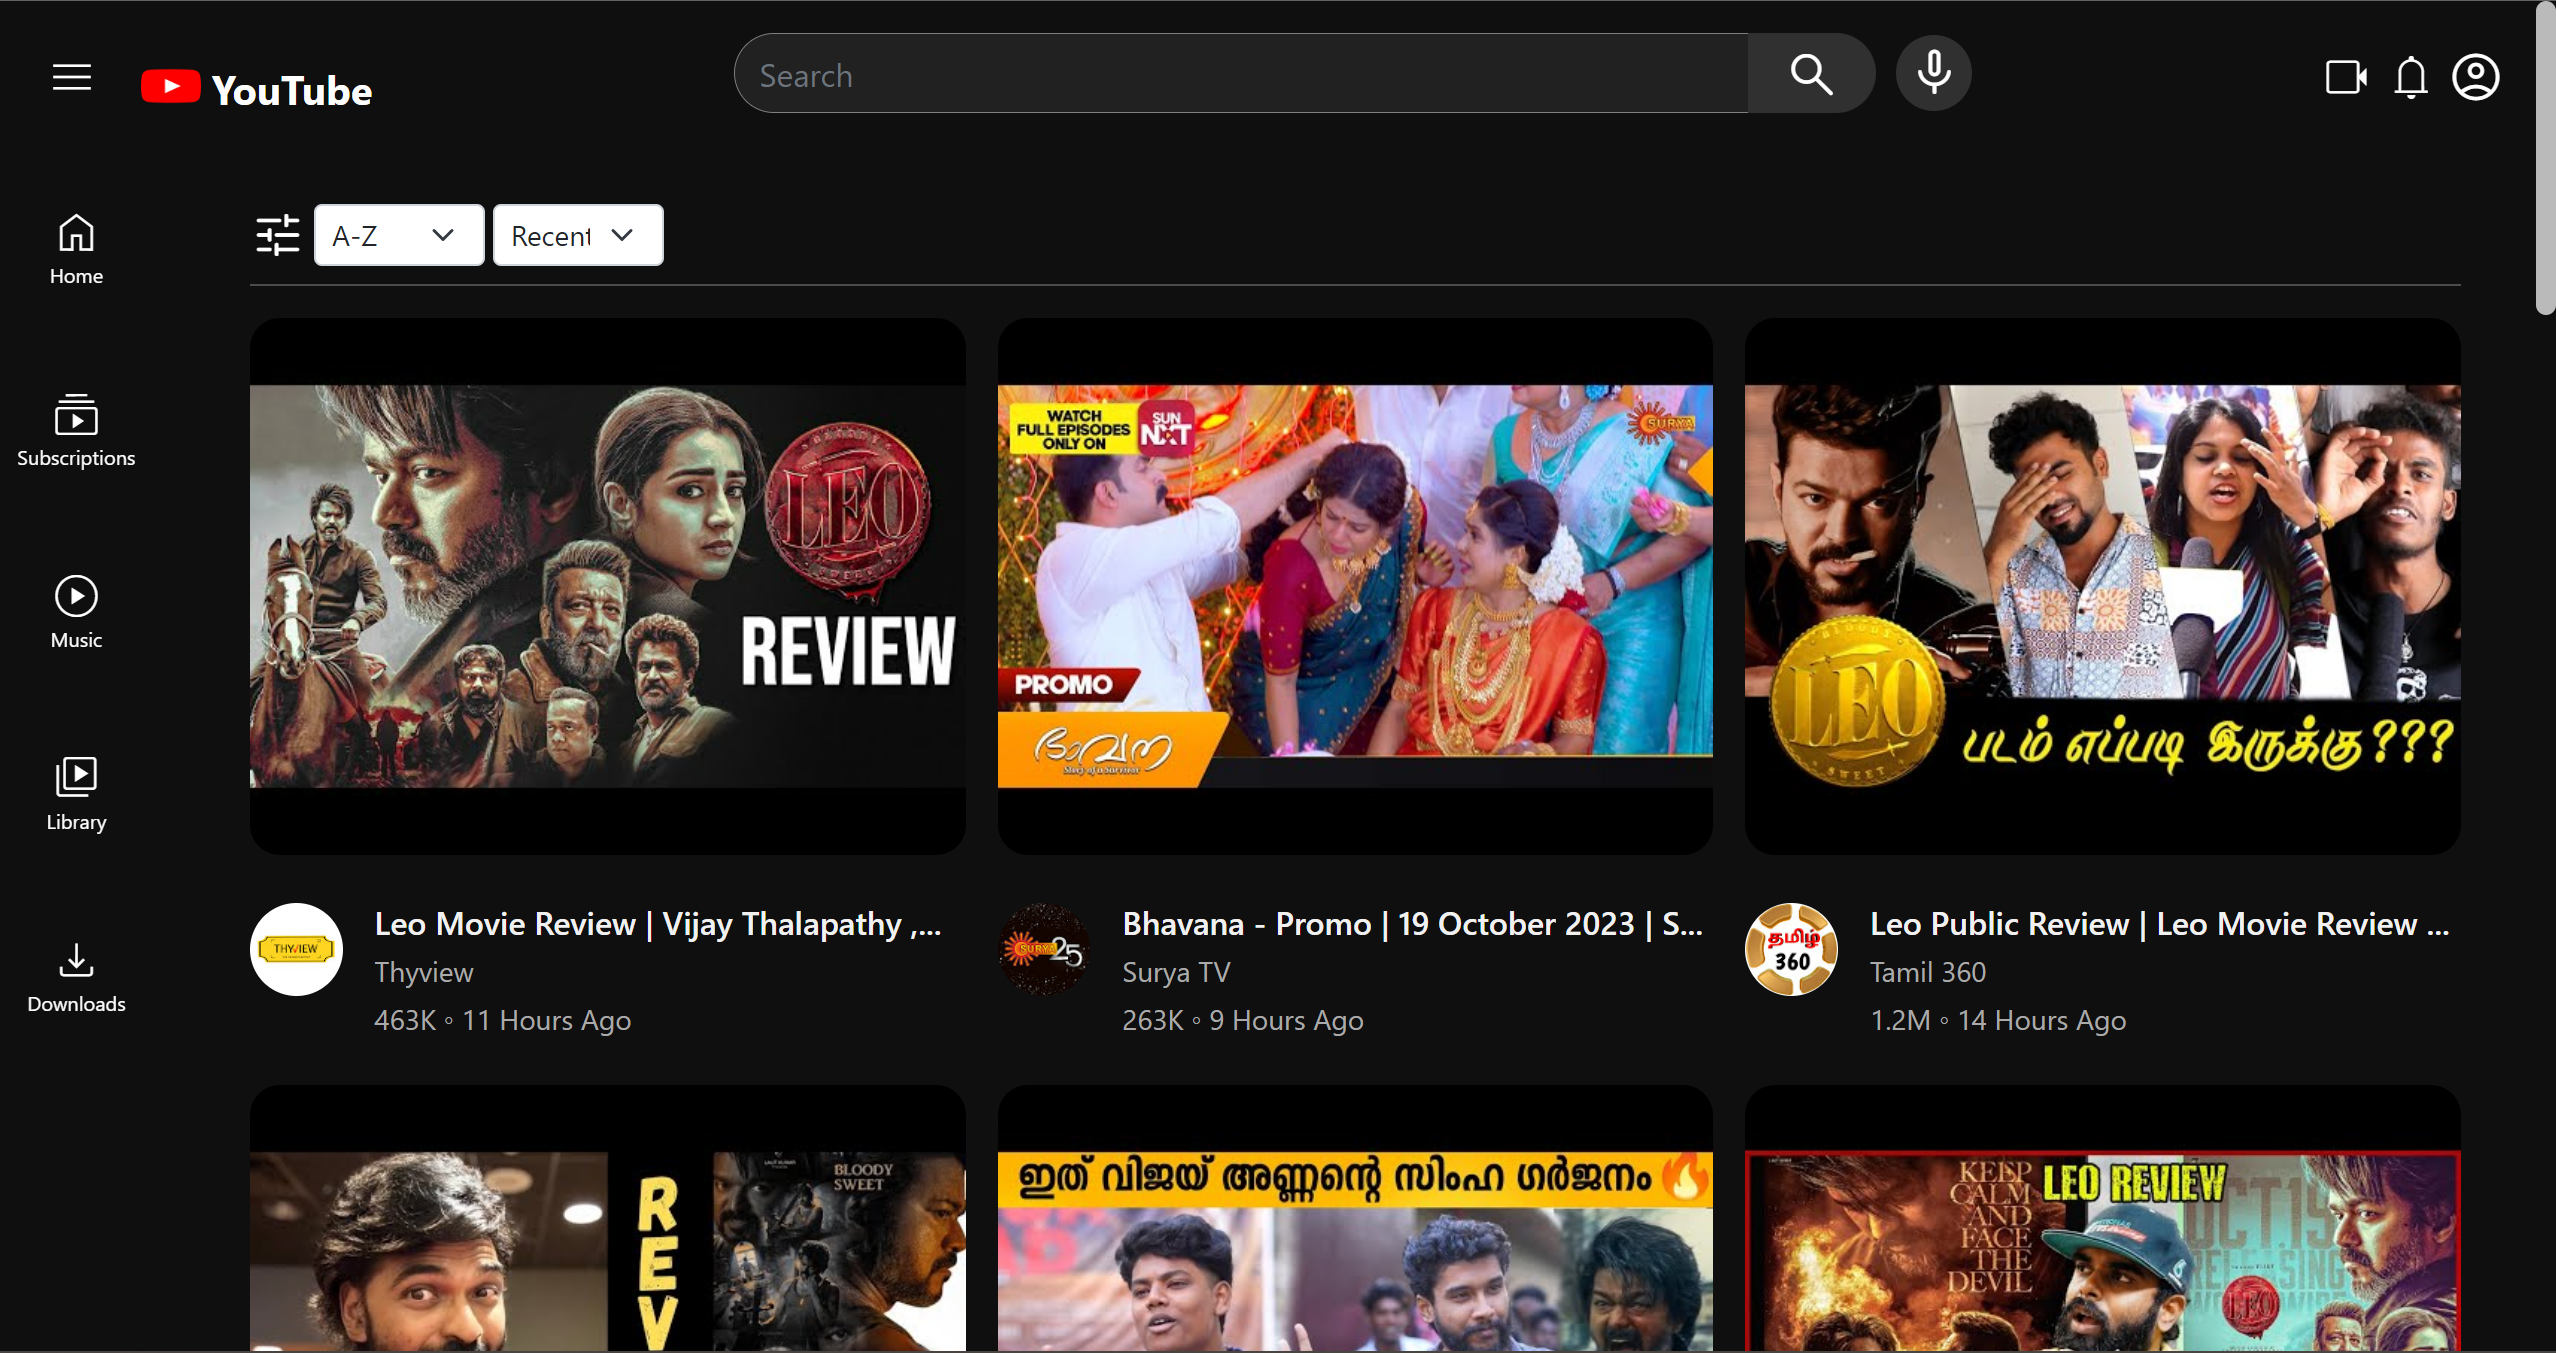 YouTube
Search
A-Z
Recent
Home
Subscriptions
Music
Library
Downloads
LEO
REVIEW
WATCH
FULL EPISODES
ONLY ON
SUN
NXT
SURYA
PROMO
ഭാവന
LEO
SWEET
படம் எப்படி இருக்கு???
THYVIEW
Leo Movie Review | Vijay Thalapathy ,...
Thyview
463K ◦ 11 Hours Ago
SURYA 25
Bhavana - Promo | 19 October 2023 | S...
Surya TV
263K ◦ 9 Hours Ago
தமிழ்
360
Leo Public Review | Leo Movie Review ...
Tamil 360
1.2M ◦ 14 Hours Ago
REV
BLOODY
SWEET
ഇത് വിജയ് അണ്ണന്റെ സിംഹ ഗർജനം
KEEP
CALM
AND
FACE
THE
DEVIL
LEO REVIEW
OCT 19
LEO